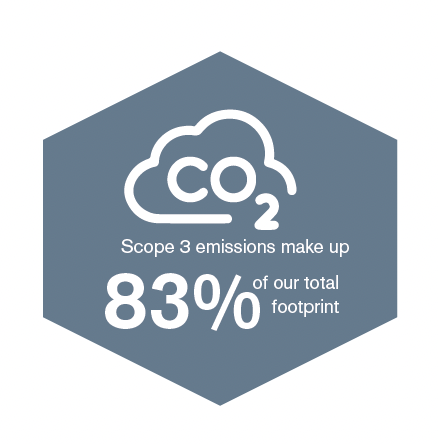 CO2
Scope 3 emissions make up
83% of our total
footprint